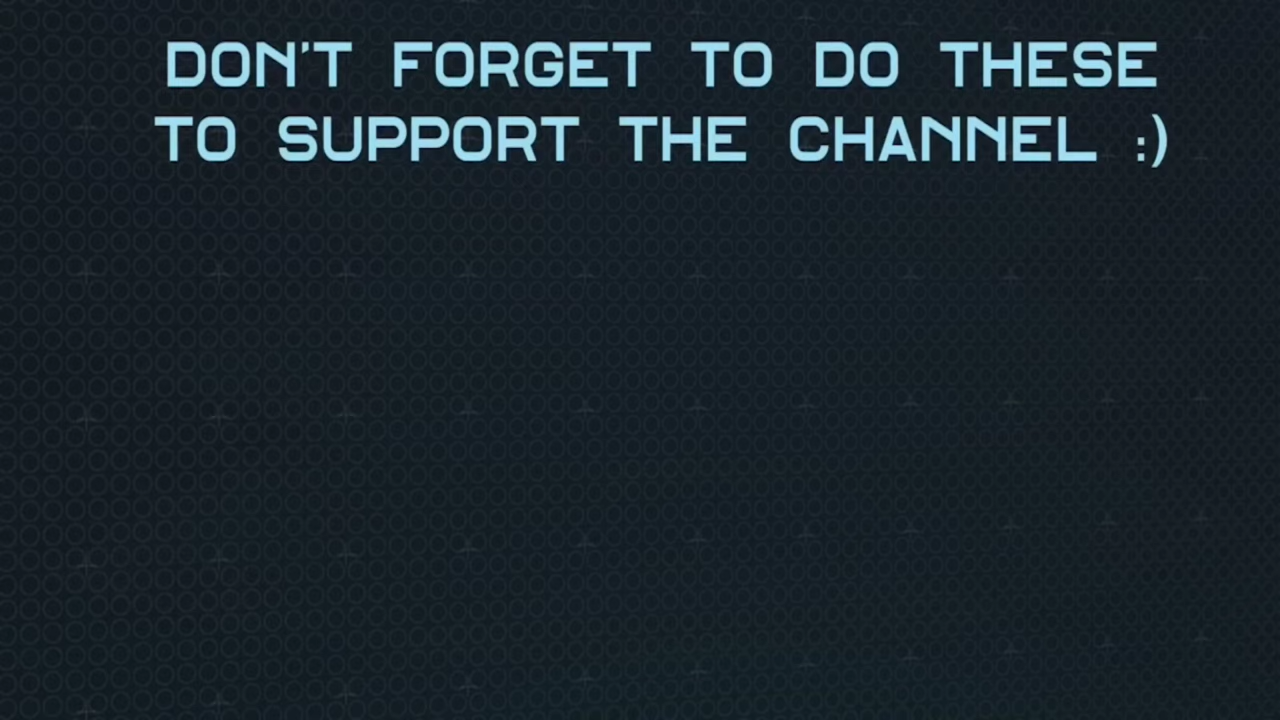 DON'T FORGET TO DO THESE
TO SUPPORT THE CHANNEL :)